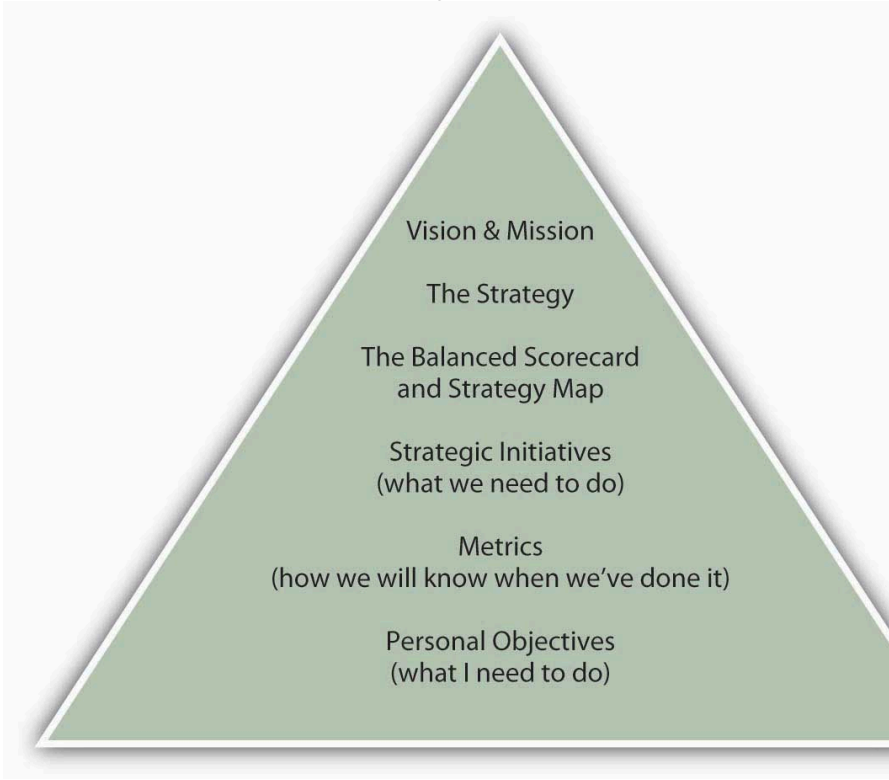 Vision & Mission
The Strategy
The Balanced Scorecard
and Strategy Map
Strategic Initiatives
(what we need to do)
Metrics
(how we will know when we’ve done it)
Personal Objectives
(what I need to do)